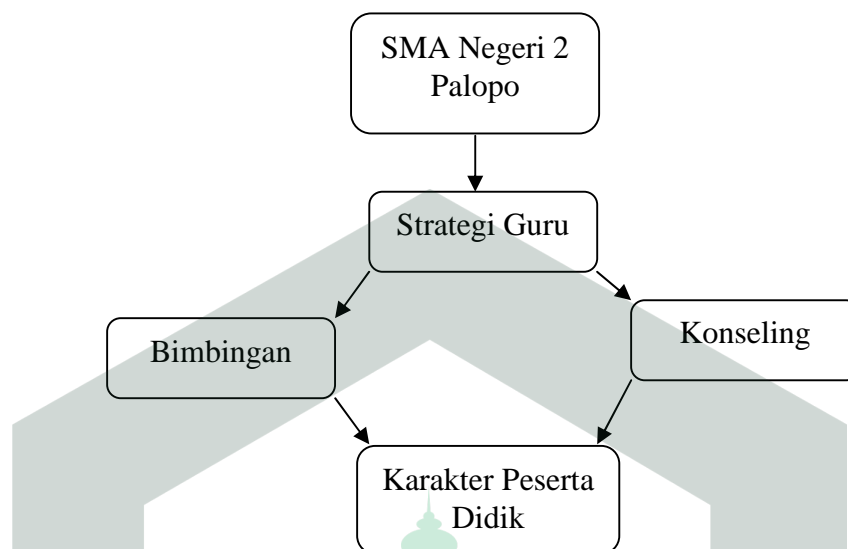 SMA Negeri 2
Palopo
Strategi Guru
Bimbingan
Konseling
Karakter Peserta
Didik